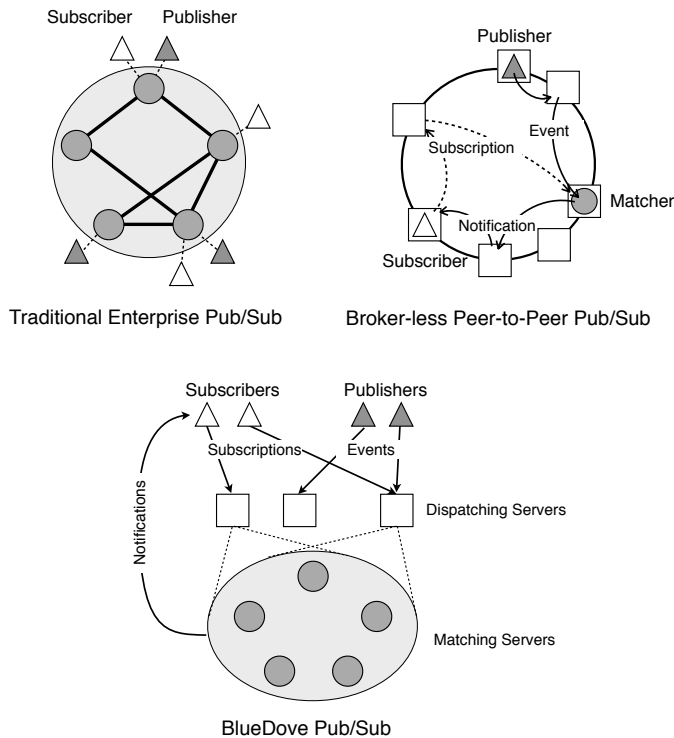 Subscriber Publisher
Publisher
Event
Subscription
Matcher
Notification
Subscriber
Traditional Enterprise Pub/Sub
Broker-less Peer-to-Peer Pub/Sub
Subscribers
Publishers
Subscriptions
Events
Notifications
Dispatching Servers
Matching Servers
BlueDove Pub/Sub